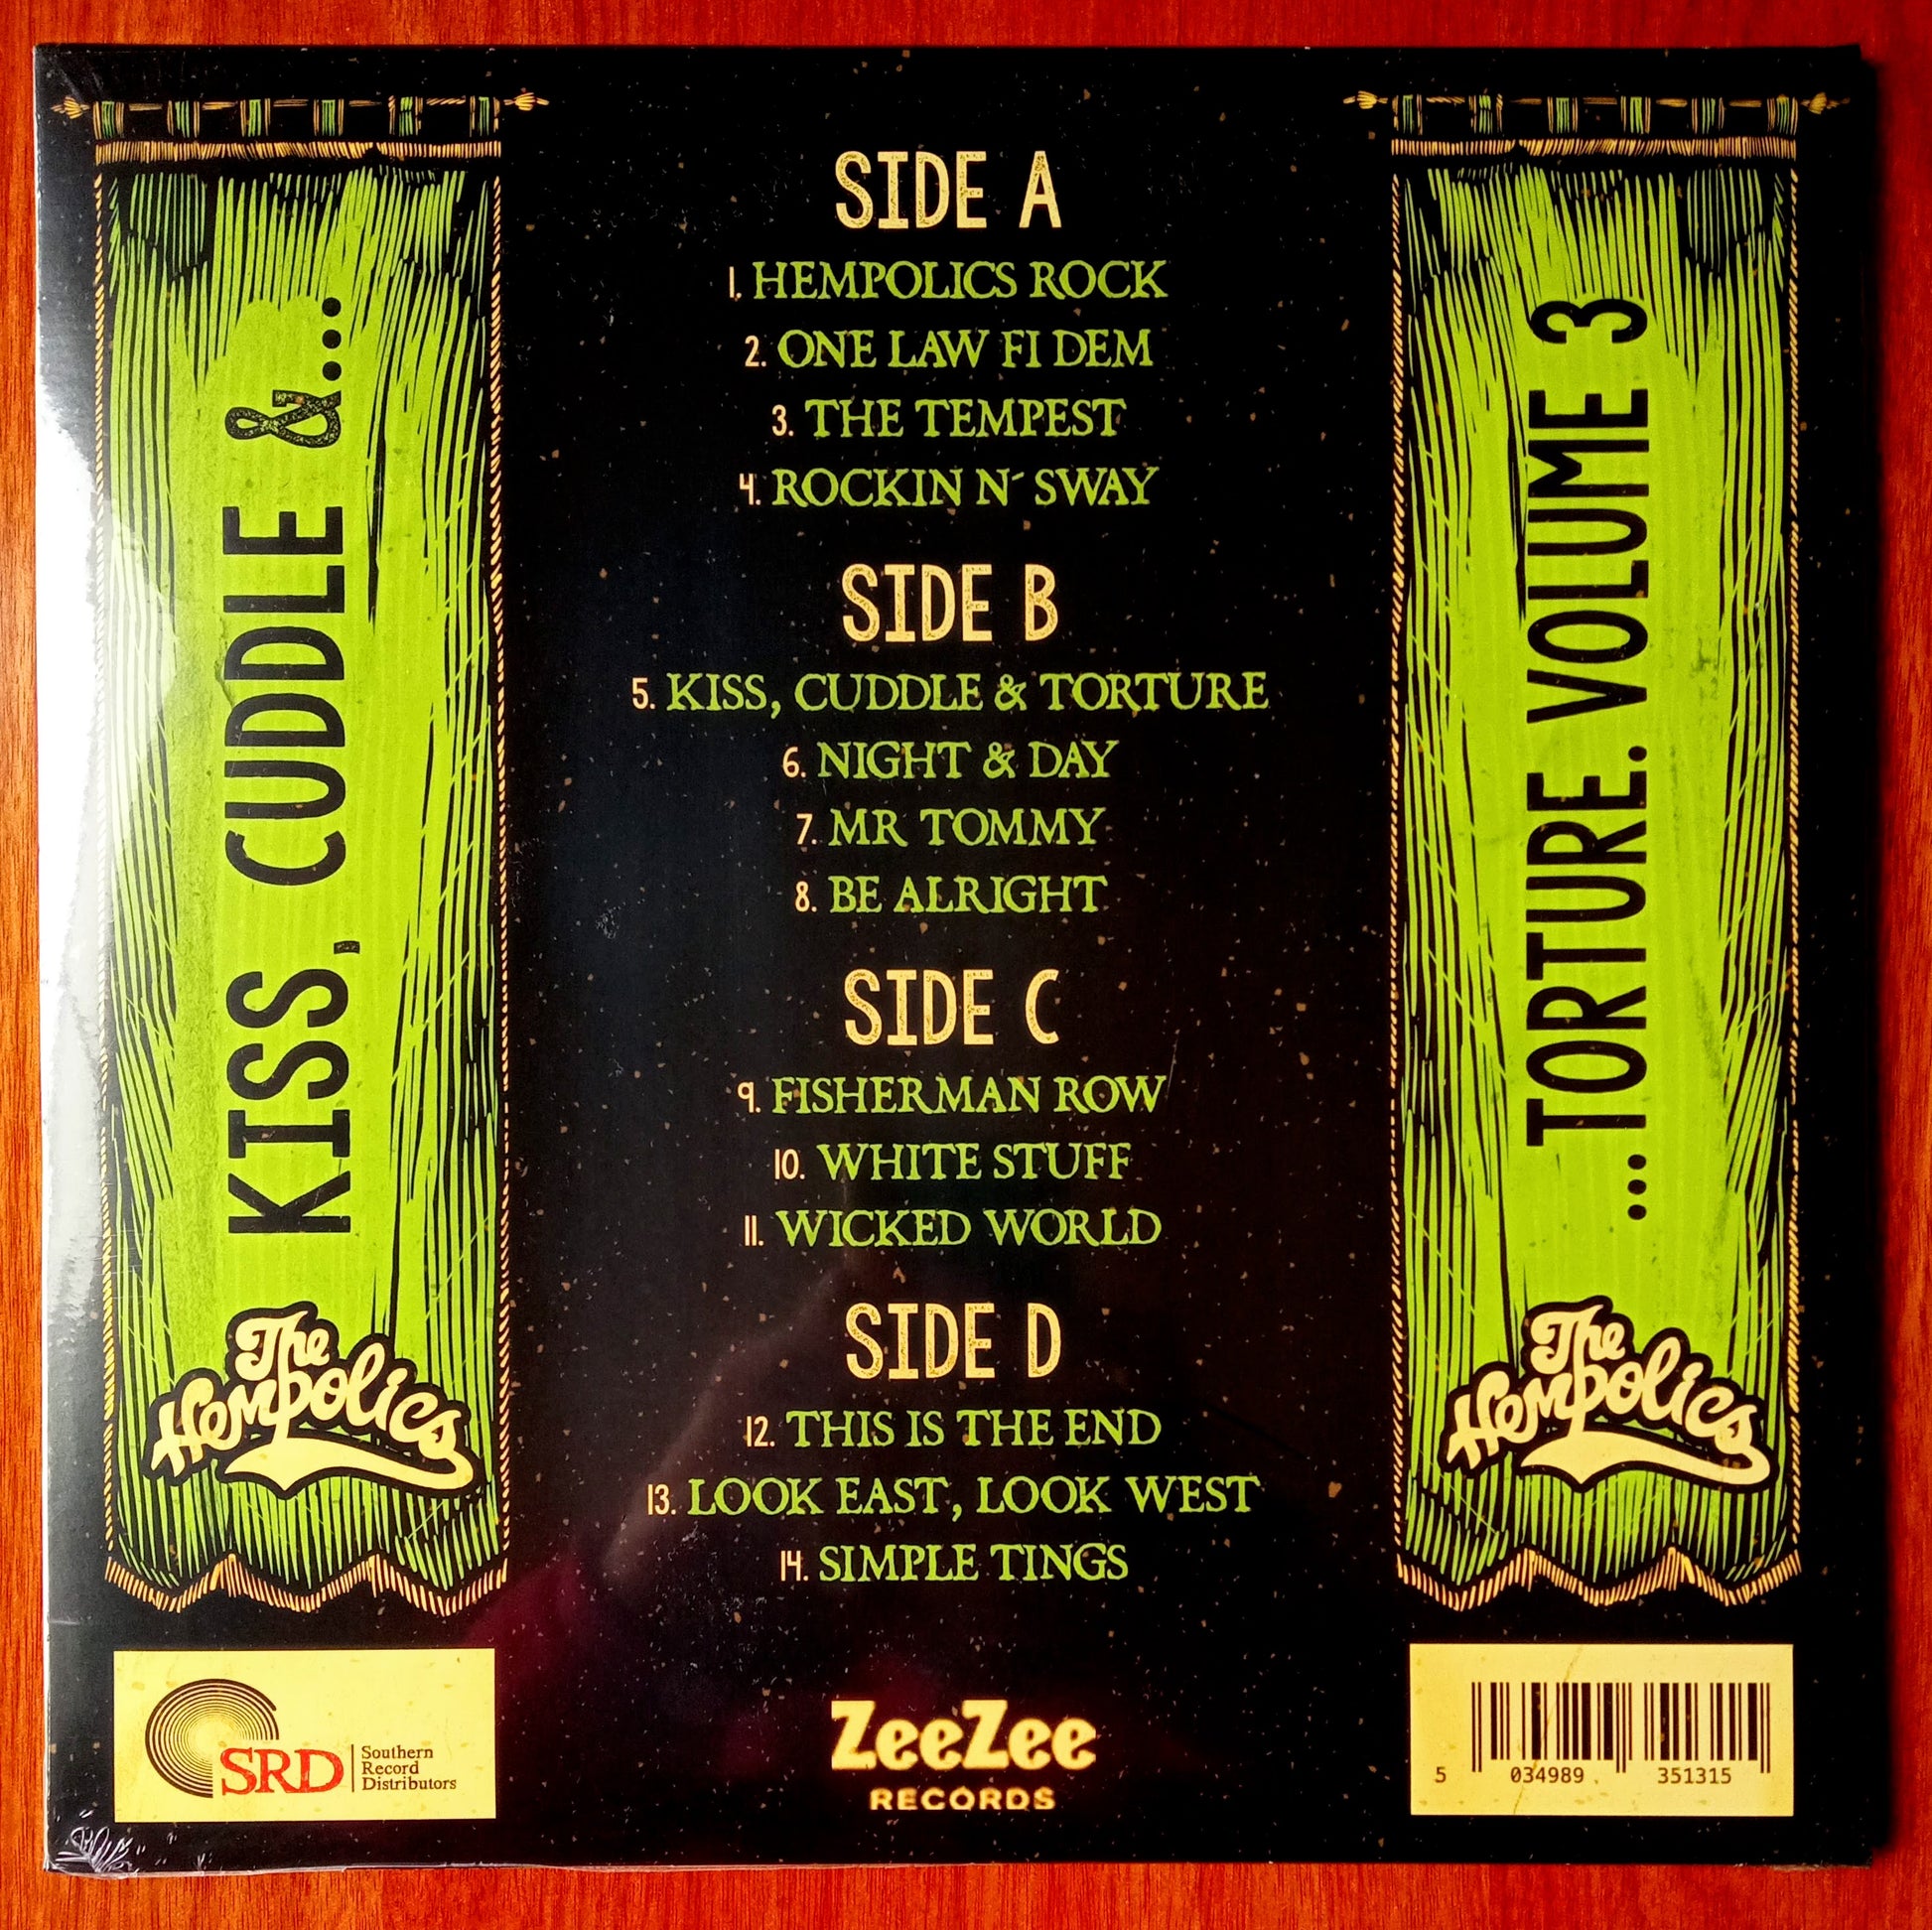 KISS, CUDDLE &...
The
Hempolics
SIDE A
1. HEMPOLICS ROCK
2. ONE LAW FI DEM
3. THE TEMPEST
4. ROCKIN N´ SWAY
SIDE B
5. KISS, CUDDLE & TORTURE
6. NIGHT & DAY
7. MR TOMMY
8. BE ALRIGHT
SIDE C
9. FISHERMAN ROW
10. WHITE STUFF
11. WICKED WORLD
SIDE D
12. THIS IS THE END
13. LOOK EAST, LOOK WEST
14. SIMPLE TINGS
...TORTURE. VOLUME 3
The
Hempolics
SRD
Southern
Record
Distributors
ZeeZee
RECORDS
5 034989 351315